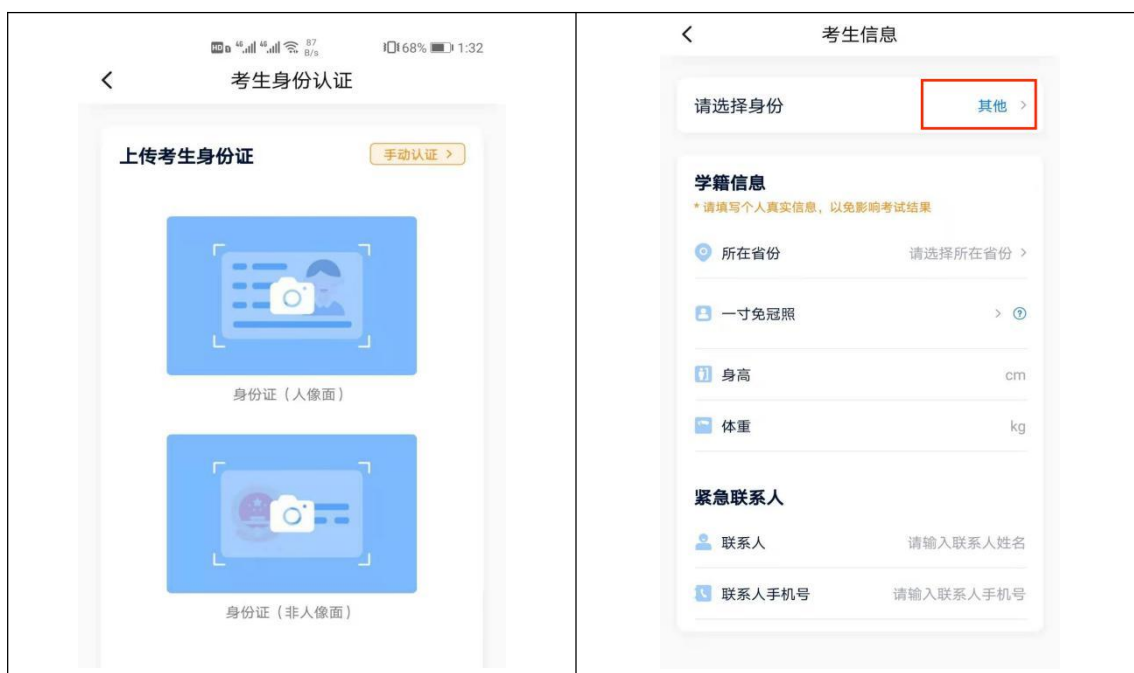 HD B 4G 4G 87 B/s 68% 1:32
考生身份认证
上传考生身份证
手动认证 >
身份证（人像面）
身份证（非人像面）
考生信息
请选择身份 其他 >
学籍信息
*请填写个人真实信息，以免影响考试结果
所在省份 请选择所在省份 >
一寸免冠照 > ?
身高 cm
体重 kg
紧急联系人
联系人 请输入联系人姓名
联系人手机号 请输入联系人手机号